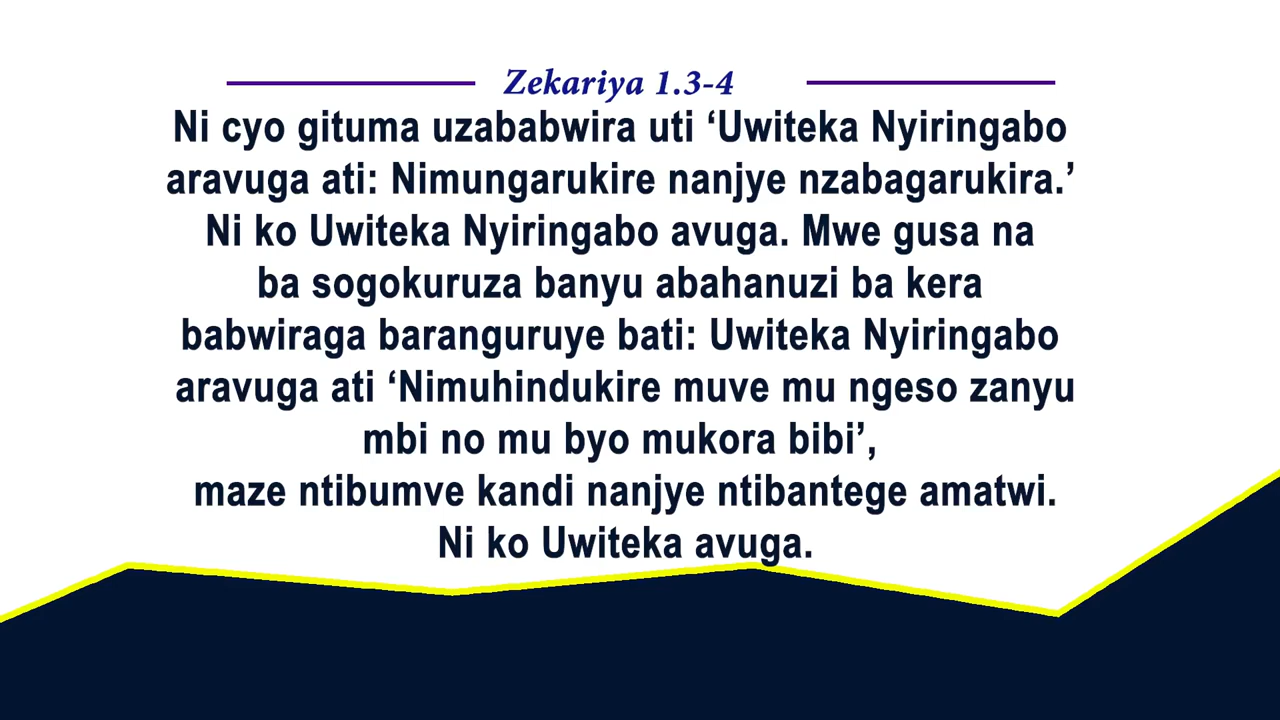 Zekariya 1.3-4
Ni cyo gituma uzababwira uti ‘Uwiteka Nyiringabo
aravuga ati: Nimungarukire nanjye nzabagarukira.’
Ni ko Uwiteka Nyiringabo avuga. Mwe gusa na
ba sogokuruza banyu abahanuzi ba kera
babwiraga baranguruye bati: Uwiteka Nyiringabo
aravuga ati ‘Nimuhindukire muve mu ngeso zanyu
mbi no mu byo mukora bibi’,
maze ntibumve kandi nanjye ntibantege amatwi.
Ni ko Uwiteka avuga.